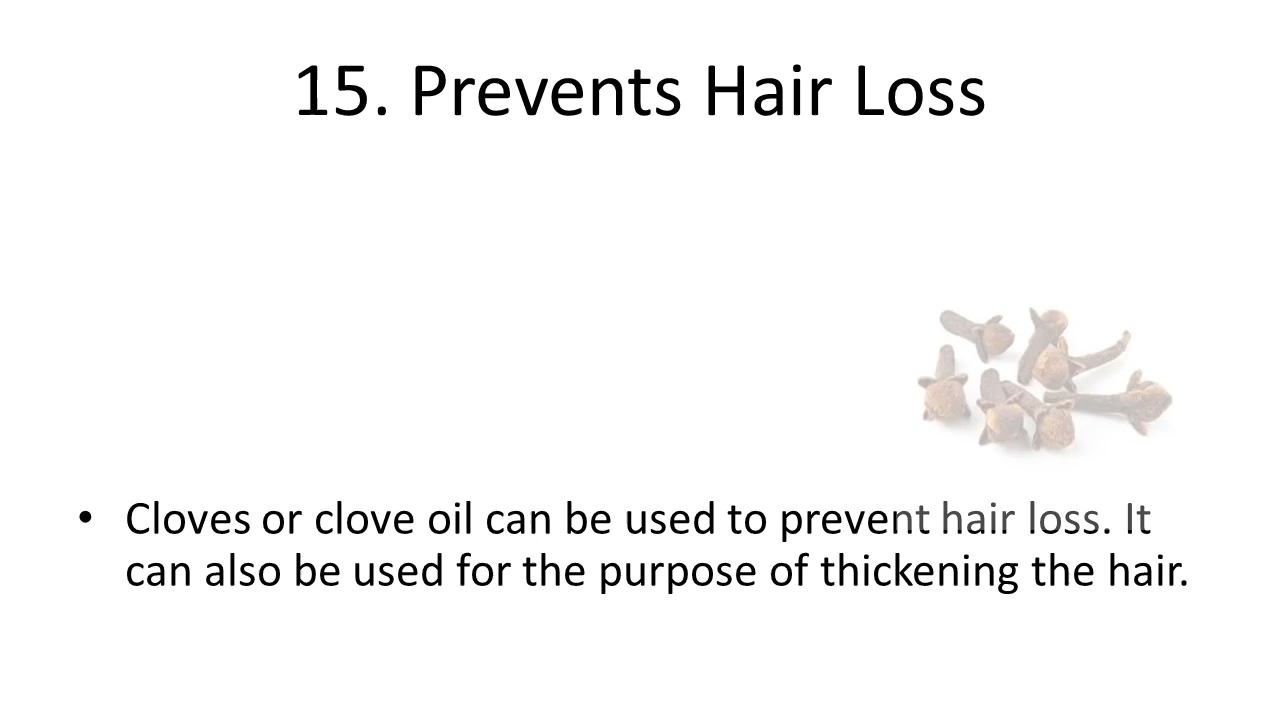 15. Prevents Hair Loss
• Cloves or clove oil can be used to prevent hair loss. It
can also be used for the purpose of thickening the hair.